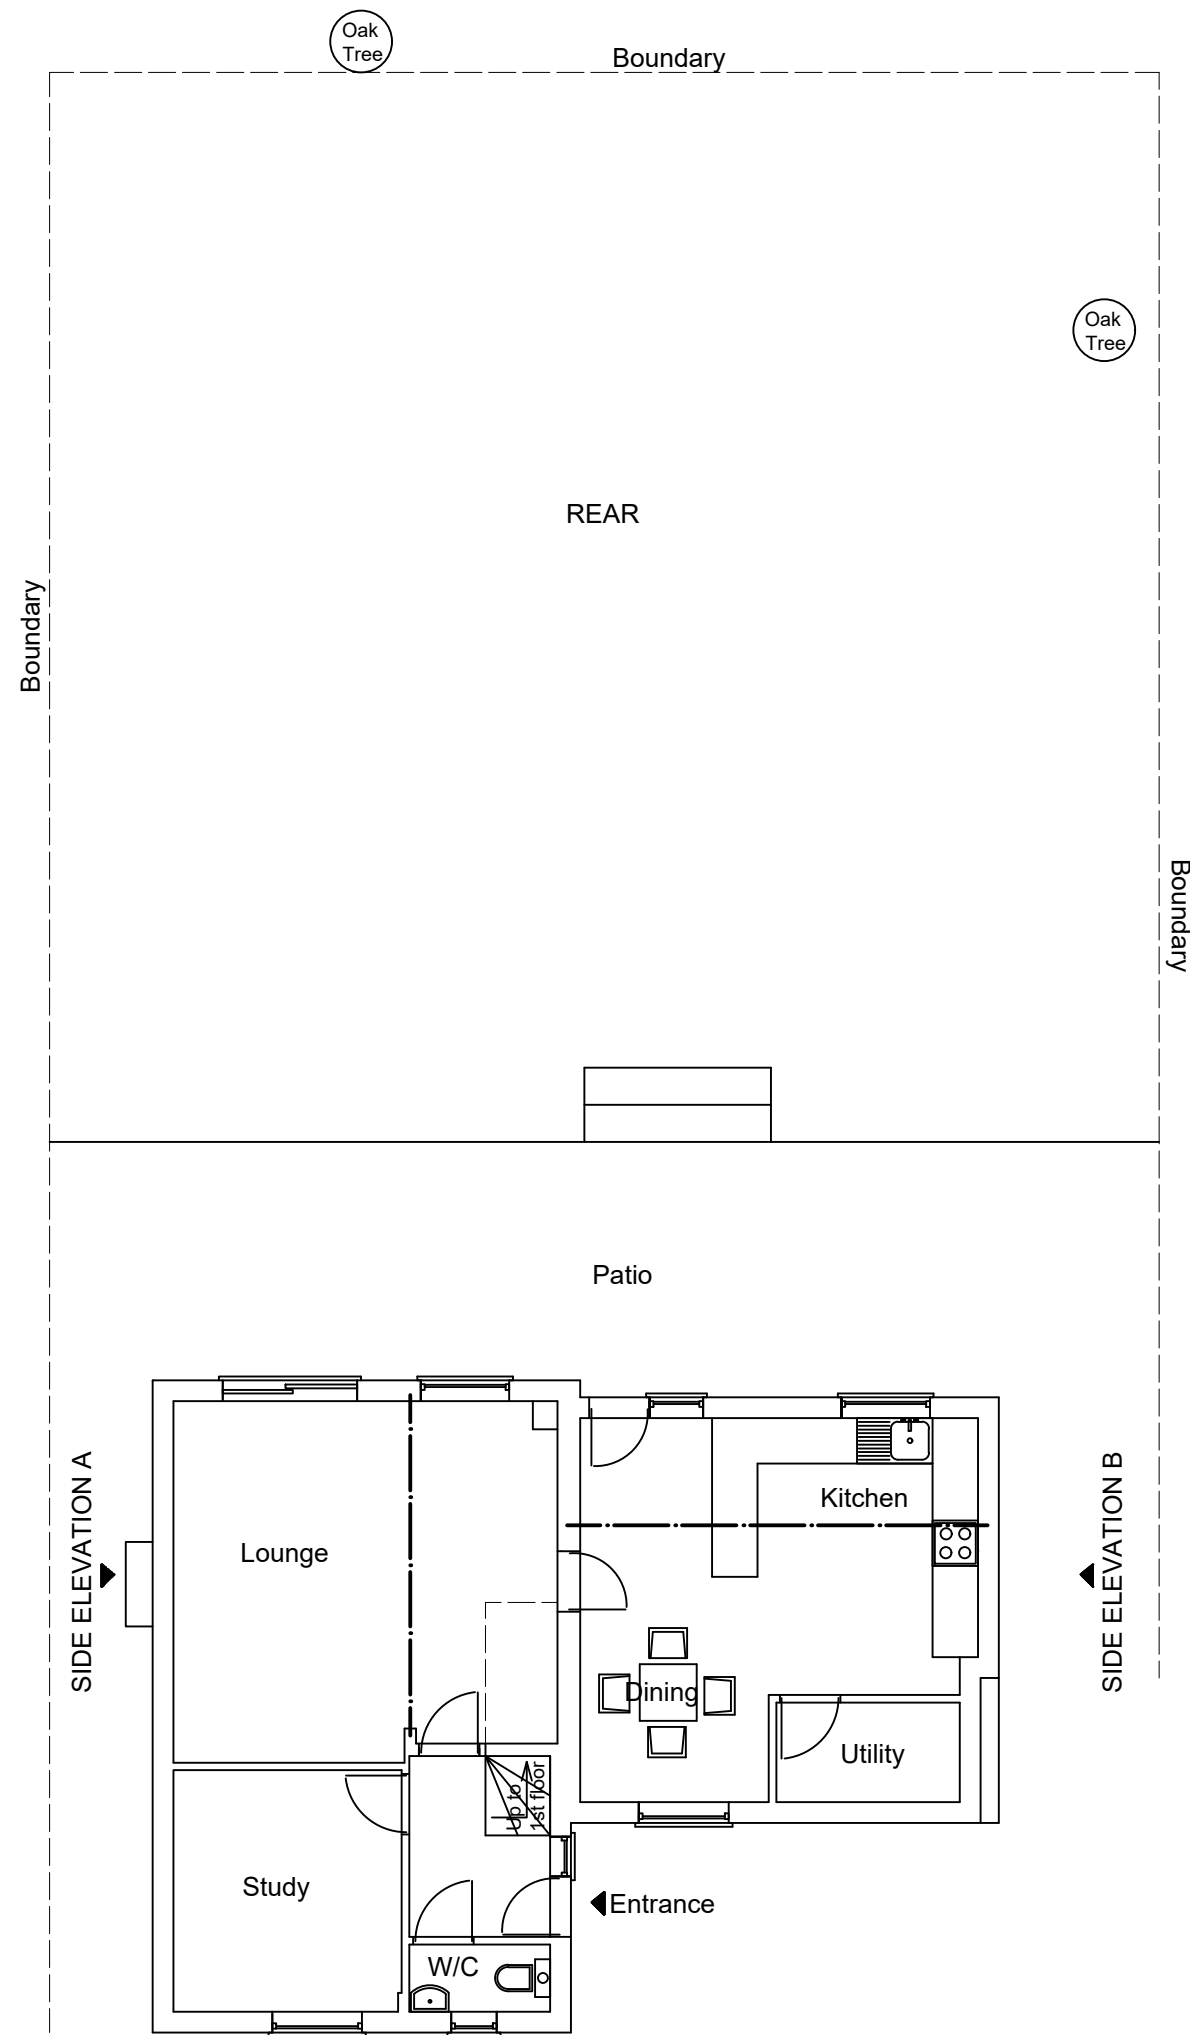 Oak
Tree
Boundary
Oak
Tree
REAR
Boundary
Boundary
Patio
SIDE ELEVATION A
SIDE ELEVATION B
Kitchen
Lounge
Dining
Utility
Up to
1st floor
Study
Entrance
W/C